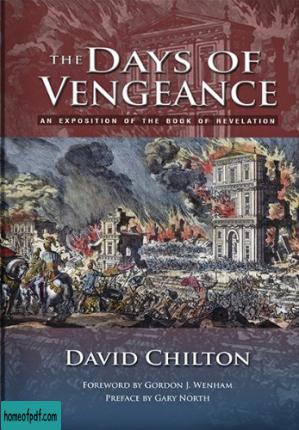 THE DAYS OF
VENGEANCE
AN EXPOSITION OF THE BOOK OF REVELATION
DAVID CHILTON
FOREWORD BY GORDON J. WENHAM
PREFACE BY GARY NORTH
homeofpdf.com